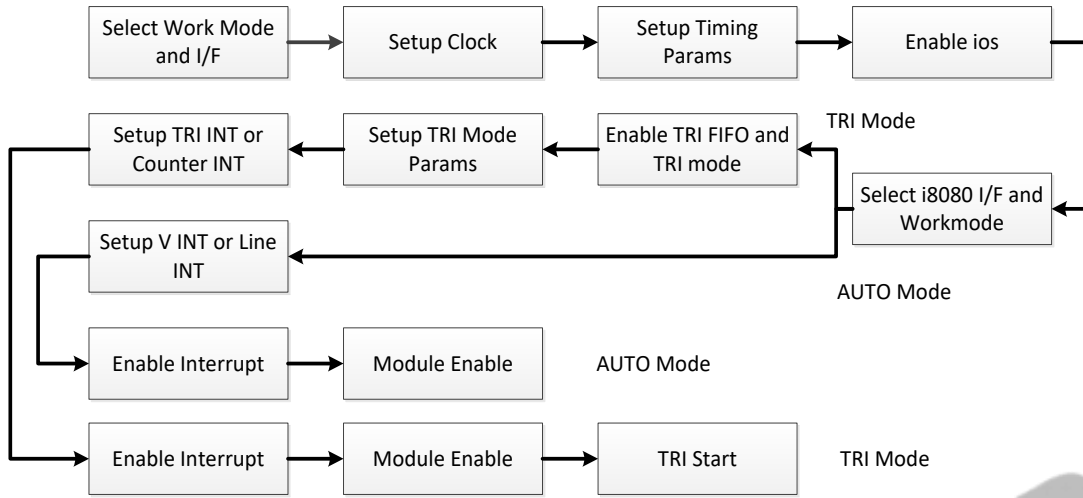 Select Work Mode
and I/F
Setup Clock
Setup Timing
Params
Enable ios
TRI Mode
Setup TRI INT or
Counter INT
Setup TRI Mode
Params
Enable TRI FIFO and
TRI mode
Select i8080 I/F and
Workmode
Setup V INT or Line
INT
AUTO Mode
Enable Interrupt
Module Enable
AUTO Mode
Enable Interrupt
Module Enable
TRI Start
TRI Mode